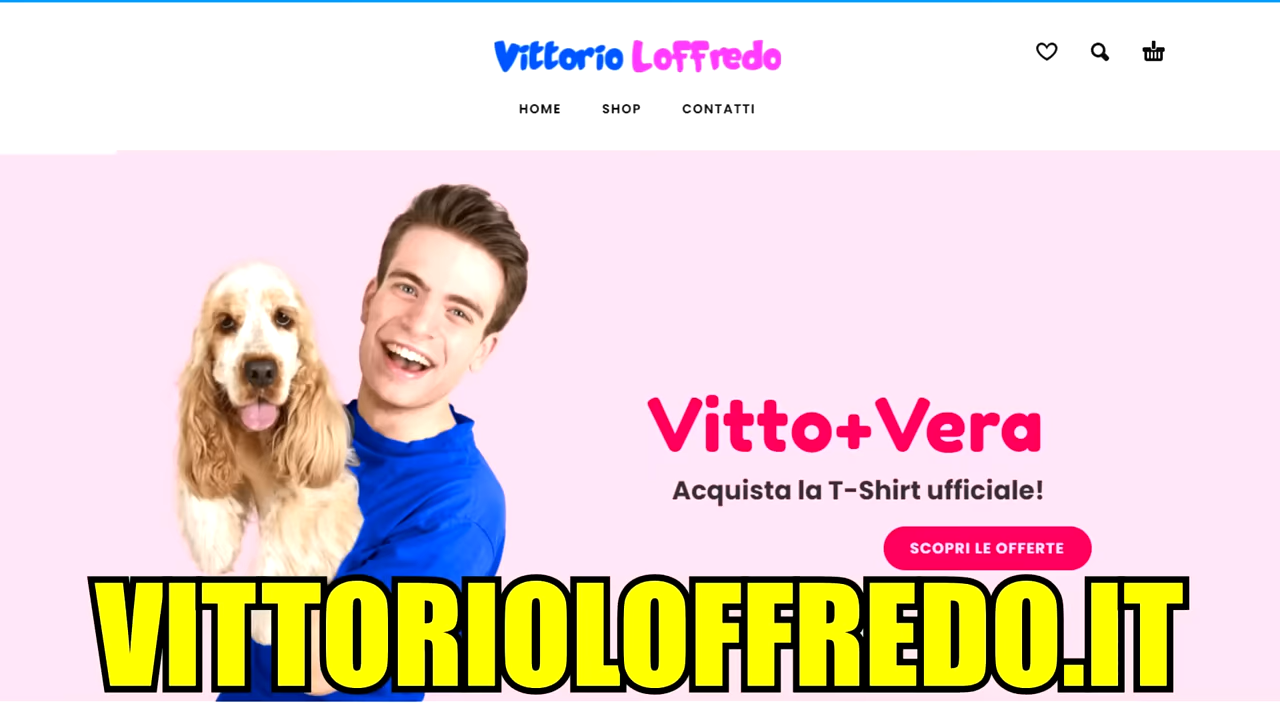 Vittorio Loffredo
HOME SHOP CONTATTI
Vitto+Vera
Acquista la T-Shirt ufficiale!
SCOPRI LE OFFERTE
VITTORIOLOFFREDO.IT